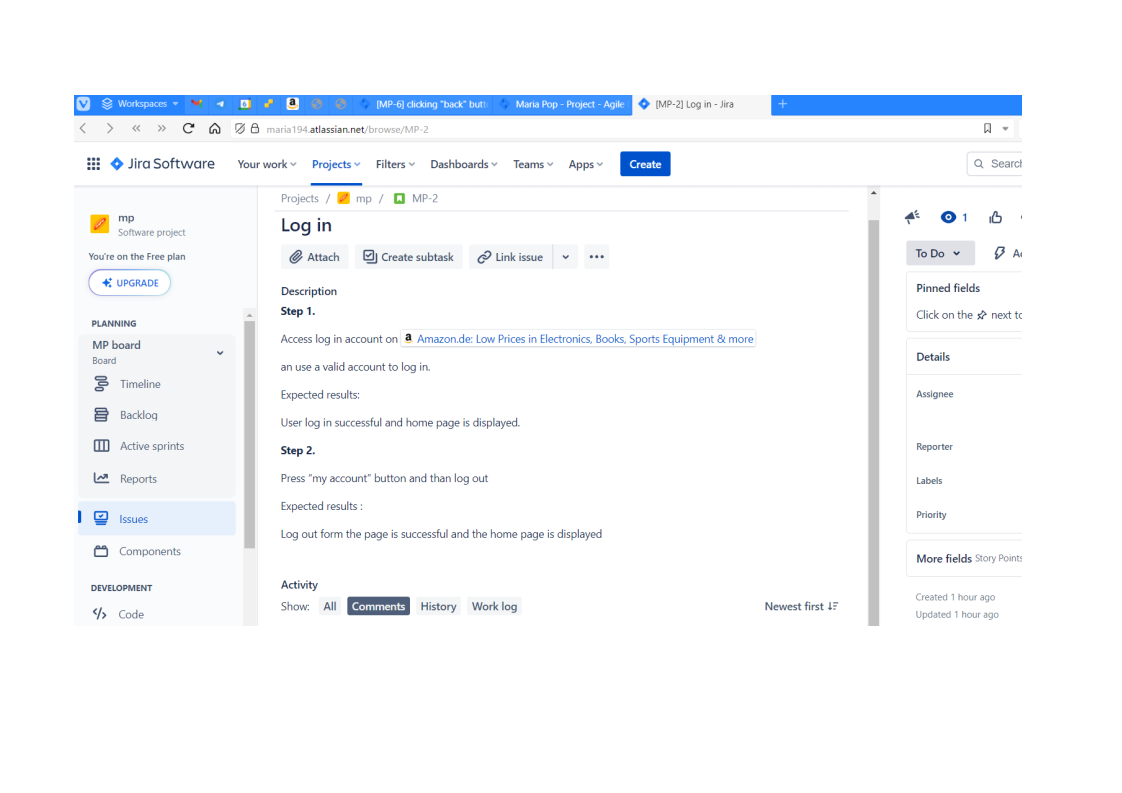 Workspaces
6
a
[MP-6] clicking "back" butt
Maria Pop - Project - Agile
[MP-2] Log in - Jira
maria194.atlassian.net/browse/MP-2
Jira Software
Your work
Projects
Filters
Dashboards
Teams
Apps
Create
Search
mp
Software project
You're on the Free plan
UPGRADE
PLANNING
MP board
Board
Timeline
Backlog
Active sprints
Reports
Issues
Components
DEVELOPMENT
Code
Projects / mp / MP-2
Log in
Attach
Create subtask
Link issue
Description
Step 1.
Access log in account on a Amazon.de: Low Prices in Electronics, Books, Sports Equipment & more
an use a valid account to log in.
Expected results:
User log in successful and home page is displayed.
Step 2.
Press "my account" button and than log out
Expected results :
Log out form the page is successful and the home page is displayed
Activity
Show: All Comments History Work log
Newest first
1
To Do
Pinned fields
Click on the next to
Details
Assignee
Reporter
Labels
Priority
More fields Story Points
Created 1 hour ago
Updated 1 hour ago